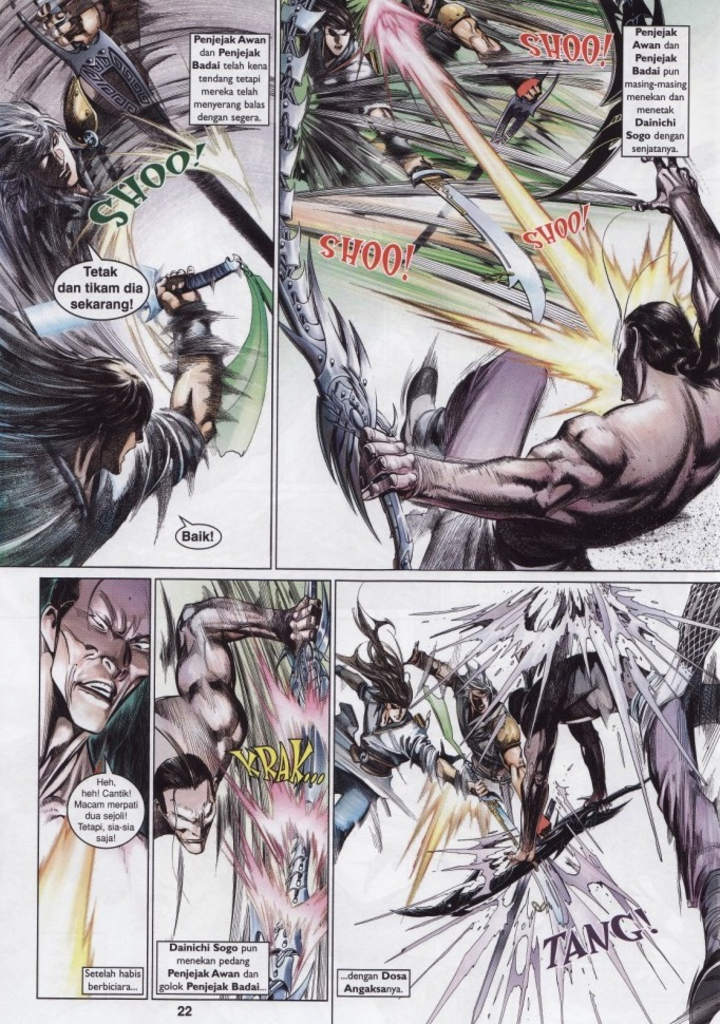 Penjejak Awan
dan Penjejak
Badai telah kena
tendang tetapi
mereka telah
menyerang balas
dengan segera.
SHOO!
Tetak
dan tikam dia
sekarang!
Baik!
SHOO!
Penjejak
Awan dan
Penjejak
Badai pun
masing-masing
menekan dan
menetak
Dainichi
Sogo dengan
senjatanya.
SHOO!
SHOO!
Heh,
heh! Cantik!
Macam merpati
dua sejoli!
Tetapi, sia-sia
saja!
Setelah habis
berbiciara...
KRAK...
Dainichi Sogo pun
menekan pedang
Penjejak Awan dan
golok Penjejak Badai...
TANG!
...dengan Dosa
Angaksanya.
22